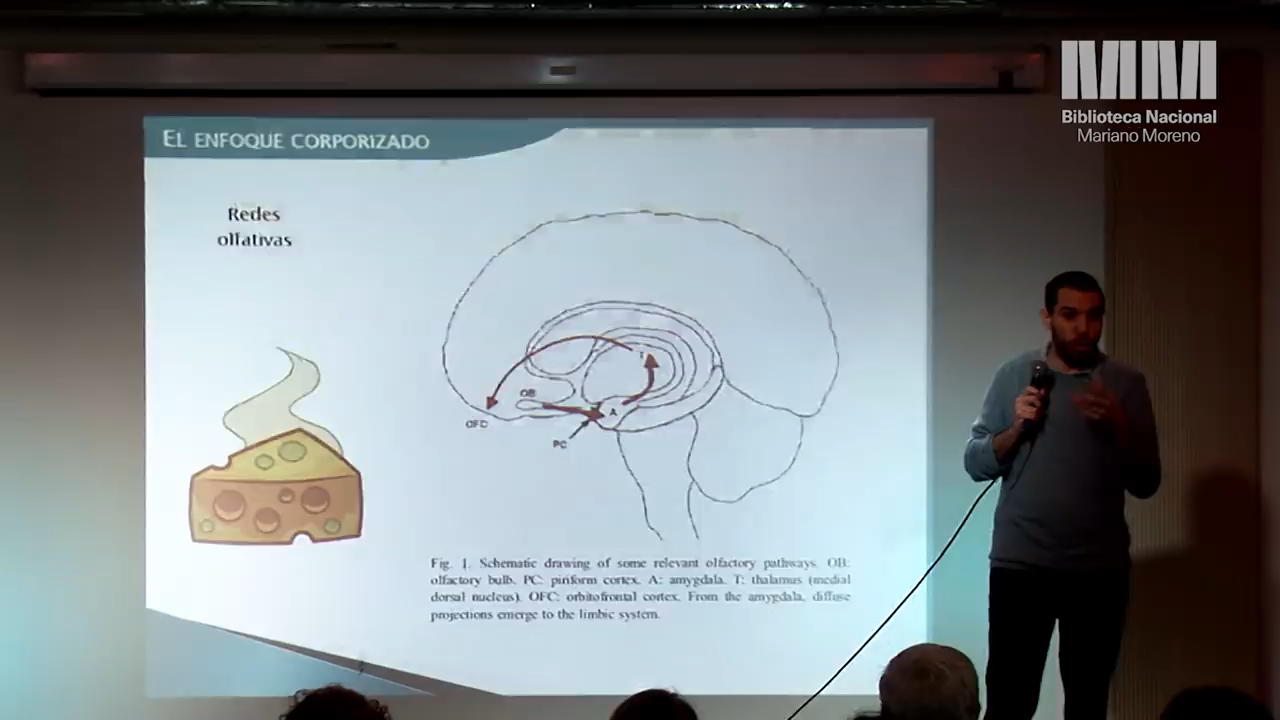 Biblioteca Nacional
Mariano Moreno
EL ENFOQUE CORPORIZADO
Redes
olfativas
T
OB
A
OFC
PC
Fig. 1. Schematic drawing of some relevant olfactory pathways. OB:
olfactory bulb. PC: piriform cortex. A: amygdala. T: thalamus (medial
dorsal nucleus). OFC: orbitofrontal cortex. From the amygdala, diffuse
projections emerge to the limbic system.